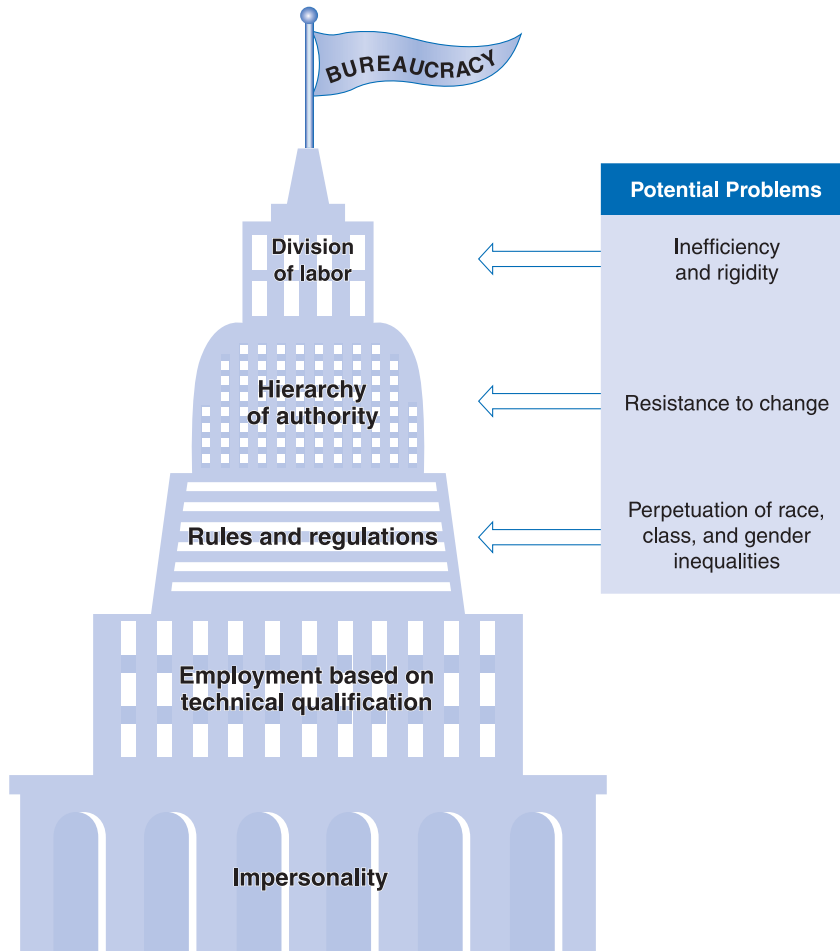 BUREAUCRACY
Potential Problems
Division
of labor
Inefficiency
and rigidity
Hierarchy
of authority
Resistance to change
Rules and regulations
Perpetuation of race,
class, and gender
inequalities
Employment based on
technical qualification
Impersonality